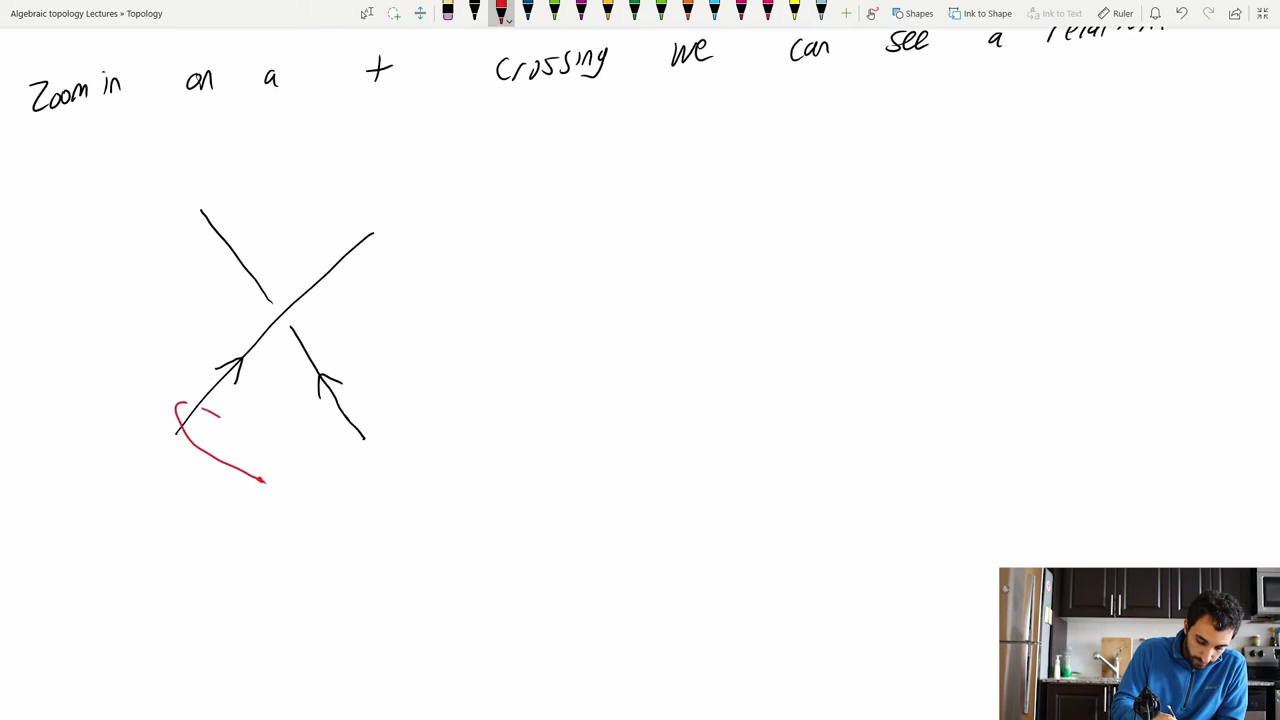 Algebraic topology Lectures – Topology
Shapes Ink to Shape Ink to Text Ruler
Zoom in on a + crossing we can see a